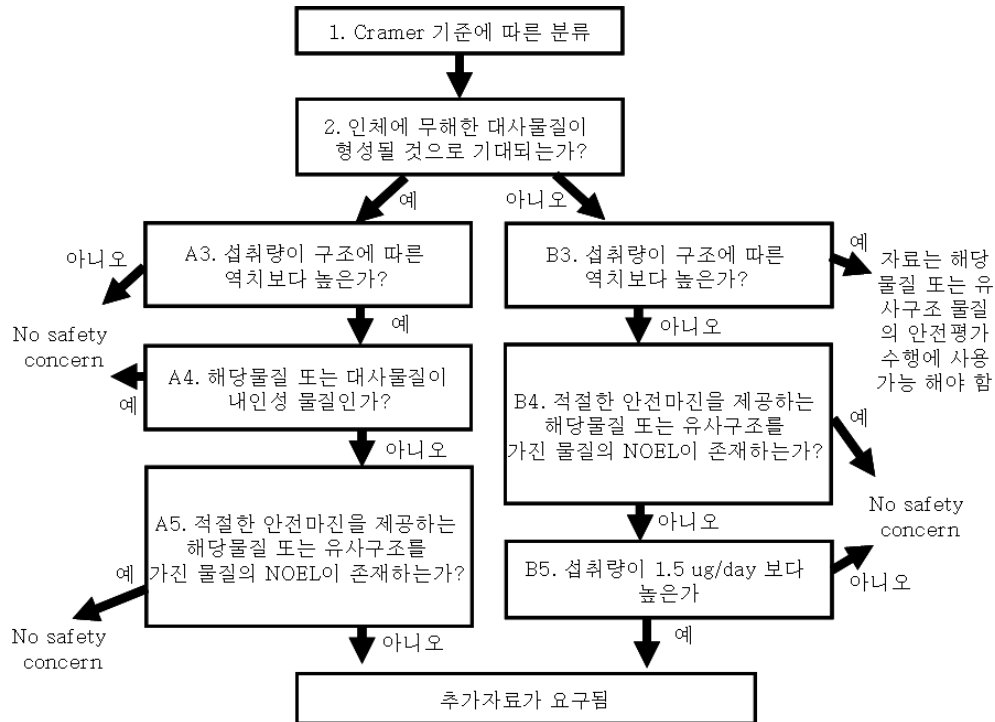 1. Cramer 기준에 따른 분류
2. 인체에 무해한 대사물질이
형성될 것으로 기대되는가?
예
아니오
A3. 섭취량이 구조에 따른
역치보다 높은가?
아니오
No safety
concern
예
A4. 해당물질 또는 대사물질이
내인성 물질인가?
예
아니오
A5. 적절한 안전마진을 제공하는
해당물질 또는 유사구조를
가진 물질의 NOEL이 존재하는가?
예
No safety
concern
아니오
B3. 섭취량이 구조에 따른
역치보다 높은가?
예
자료는 해당
물질 또는 유
사구조 물질
의 안전평가
수행에 사용
가능 해야 함
아니오
B4. 적절한 안전마진을 제공하는
해당물질 또는 유사구조를
가진 물질의 NOEL이 존재하는가?
예
No safety
concern
아니오
B5. 섭취량이 1.5 ug/day 보다
높은가
아니오
예
추가자료가 요구됨